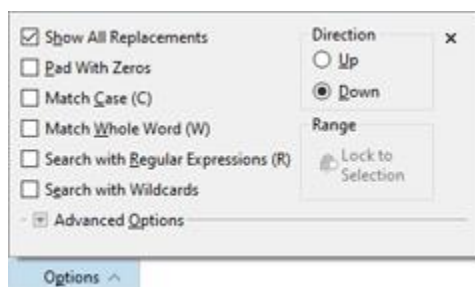 Show All Replacements
Pad With Zeros
Match Case (C)
Match Whole Word (W)
Search with Regular Expressions (R)
Search with Wildcards
Advanced Options
Direction
Up
Down
Range
Lock to
Selection
Options